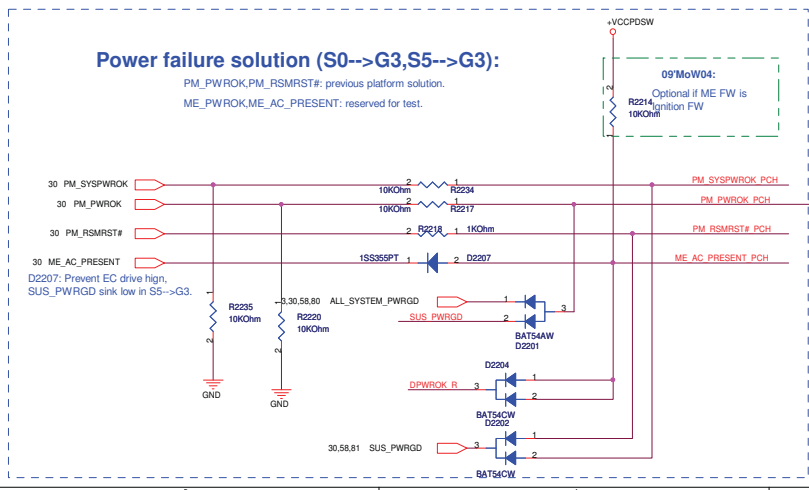 +VCCPDSW
Power failure solution (S0-->G3,S5-->G3):
PM_PWROK,PM_RSMRST#: previous platform solution.
ME_PWROK,ME_AC_PRESENT: reserved for test.
09'MoW04:
Optional if ME FW is
Ignition FW
2
R2214
10KOhm
1
30 PM_SYSPWROK
2
1
10KOhm
R2234
PM_SYSPWROK_PCH
30 PM_PWROK
2
1
10KOhm
R2217
PM_PWROK_PCH
30 PM_RSMRST#
2
R2218
1
1KOhm
PM_RSMRST#_PCH
30 ME_AC_PRESENT
1SS355PT
1
2
D2207
ME_AC_PRESENT_PCH
D2207: Prevent EC drive hign,
SUS_PWRGD sink low in S5-->G3.
1
R2235
10KOhm
2
GND
1
R2220
10KOhm
2
GND
3,30,58,80 ALL_SYSTEM_PWRGD
1
3
SUS_PWRGD
2
BAT54AW
D2201
D2204
DPWROK_R
3
1
2
BAT54CW
D2202
30,58,81 SUS_PWRGD
3
1
2
BAT54CW